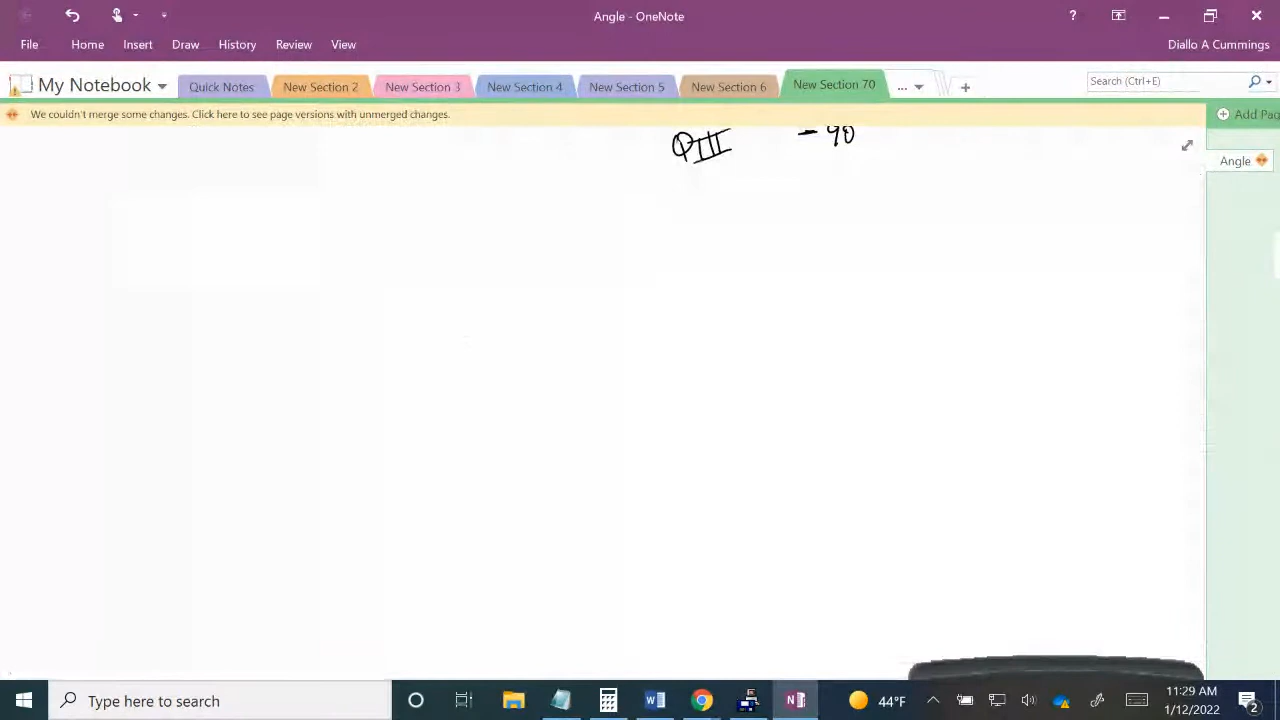 Angle - OneNote
?
File Home Insert Draw History Review View
Diallo A Cummings
My Notebook Quick Notes New Section 2 New Section 3 New Section 4 New Section 5 New Section 6 New Section 70 ... +
Search (Ctrl+E)
We couldn't merge some changes. Click here to see page versions with unmerged changes.
Add Pag
QIII -90
Angle
Type here to search
44°F
11:29 AM
1/12/2022
2